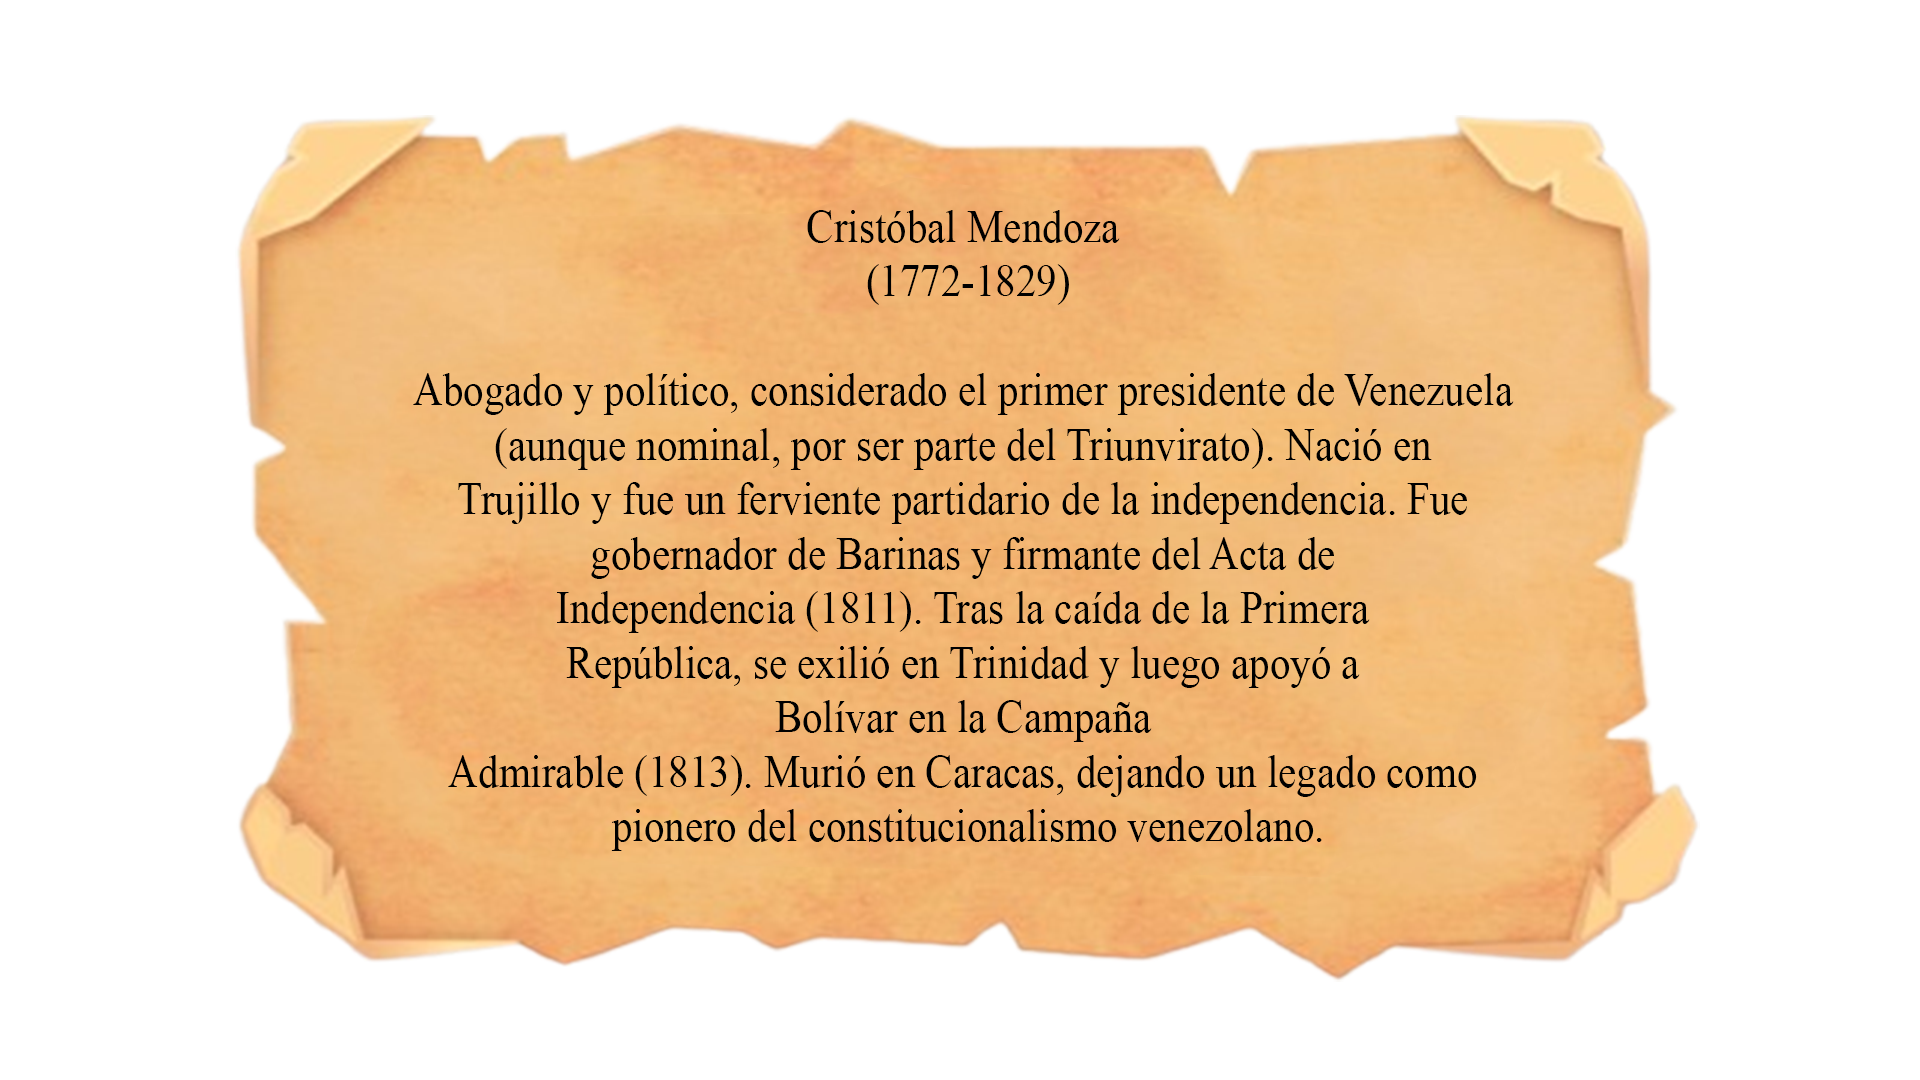 Cristóbal Mendoza
(1772-1829)
Abogado y político, considerado el primer presidente de Venezuela
(aunque nominal, por ser parte del Triunvirato). Nació en
Trujillo y fue un ferviente partidario de la independencia. Fue
gobernador de Barinas y firmante del Acta de
Independencia (1811). Tras la caída de la Primera
República, se exilió en Trinidad y luego apoyó a
Bolívar en la Campaña
Admirable (1813). Murió en Caracas, dejando un legado como
pionero del constitucionalismo venezolano.